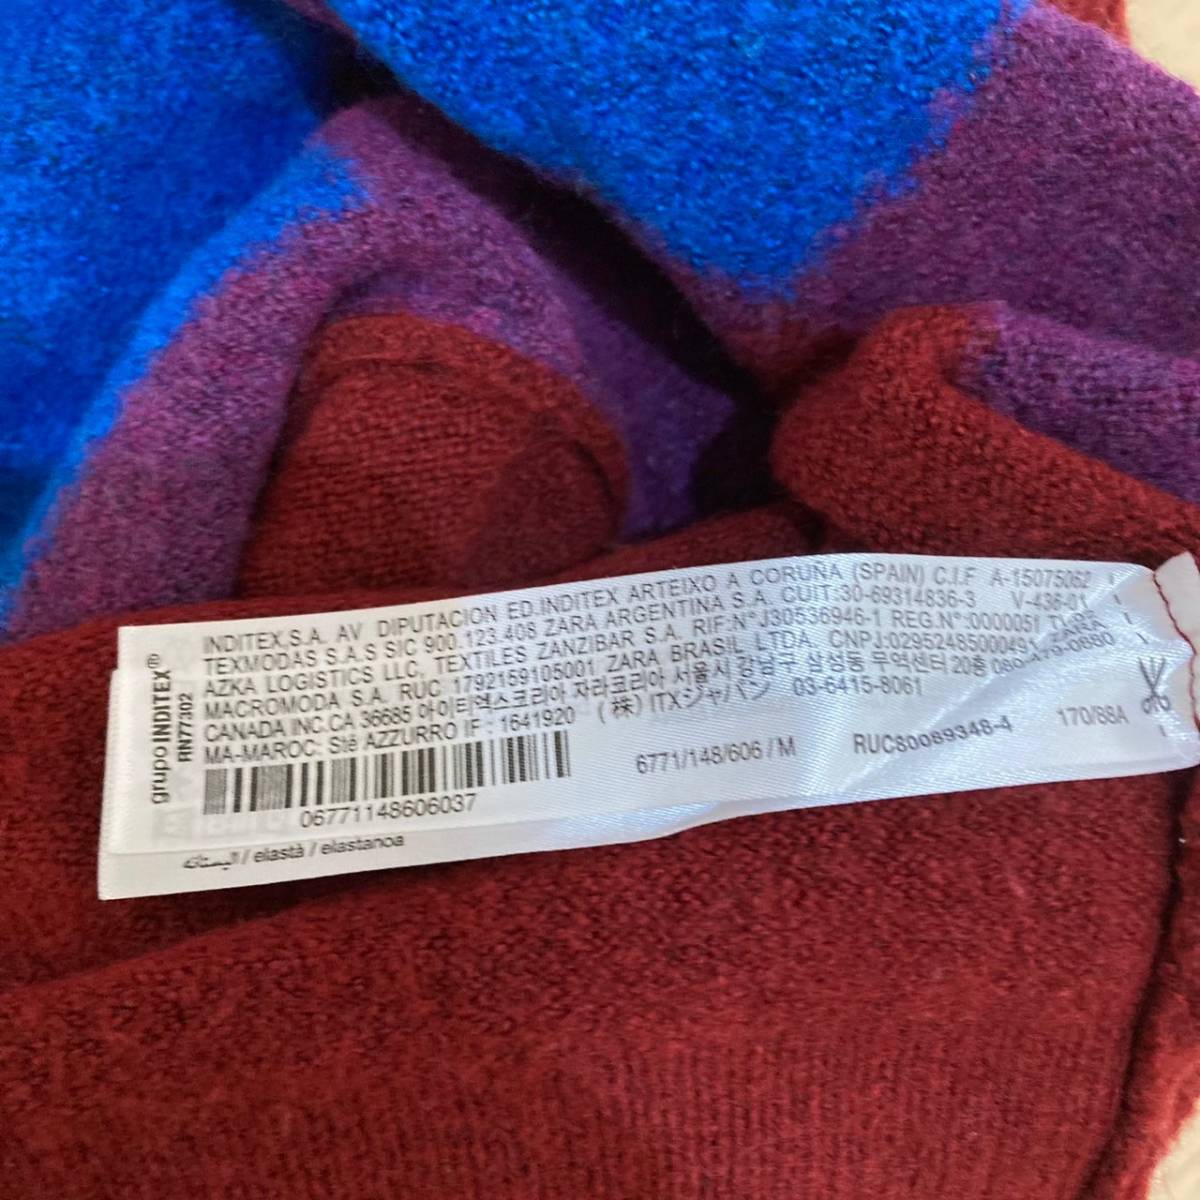 grupo INDITEX®
RN77302
INDITEX,S.A. AV DIPUTACION ED.INDITEX ARTEIXO A CORUÑA (SPAIN) C.I.F A-15075062
TEXMODAS S.A.S SIC 900.123.408 ZARA ARGENTINA S.A. CUIT:30-69314836-3 V-436-01
AZKA LOGISTICS LLC, TEXTILES ZANZIBAR S.A. RIF:N°J30536946-1 REG.N°:0000051
MACROMODA S.A. RUC 1792159105001 ZARA BRASIL LTDA. CNPJ:02952485000491 ZARA
CANADA INC.CA 36685 아이티엑스코리아 자라코리아 서울시 강남구 삼성동 무역센터 20층
MA-MAROC: Sté AZZURRO IF : 1641920 (株) ITXジャパン 03-6415-8061
6771/148/606 / M RUC80089348-4 170/88A
06771148606037
اليستانه / elastà / elastanoa